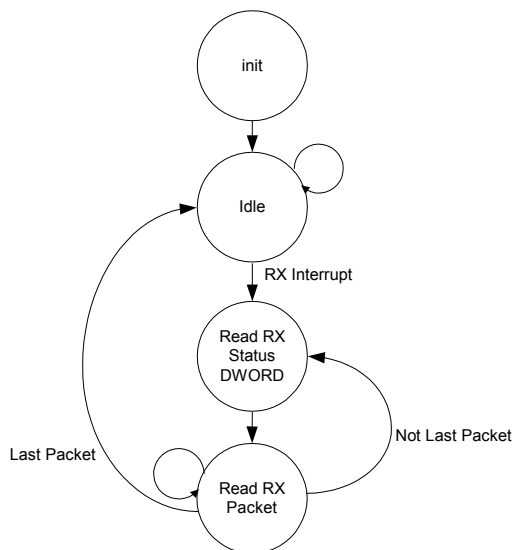 init
Idle
RX Interrupt
Read RX
Status
DWORD
Not Last Packet
Last Packet
Read RX
Packet